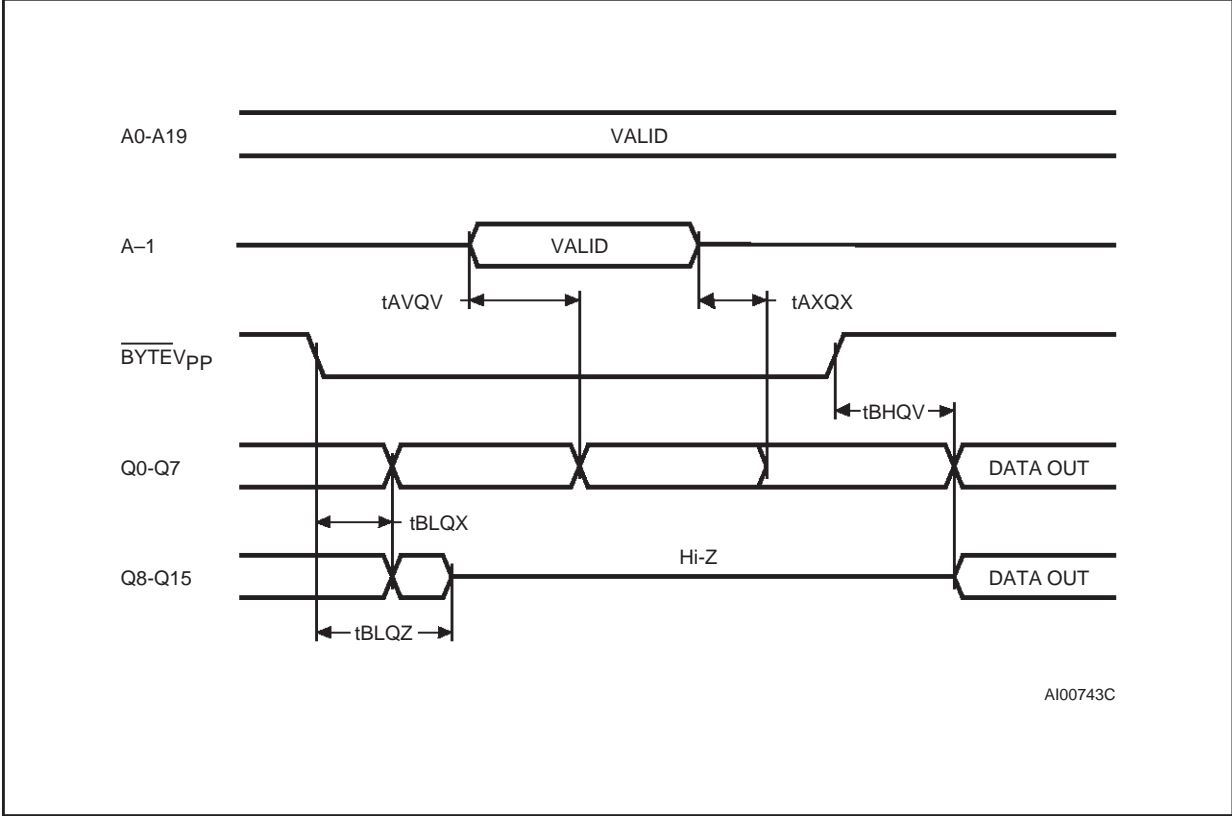 A0-A19 VALID
A–1 VALID
tAVQV tAXQX
BYTEVPP
tBHQV
Q0-Q7 DATA OUT
tBLQX
Hi-Z
Q8-Q15 DATA OUT
tBLQZ
AI00743C